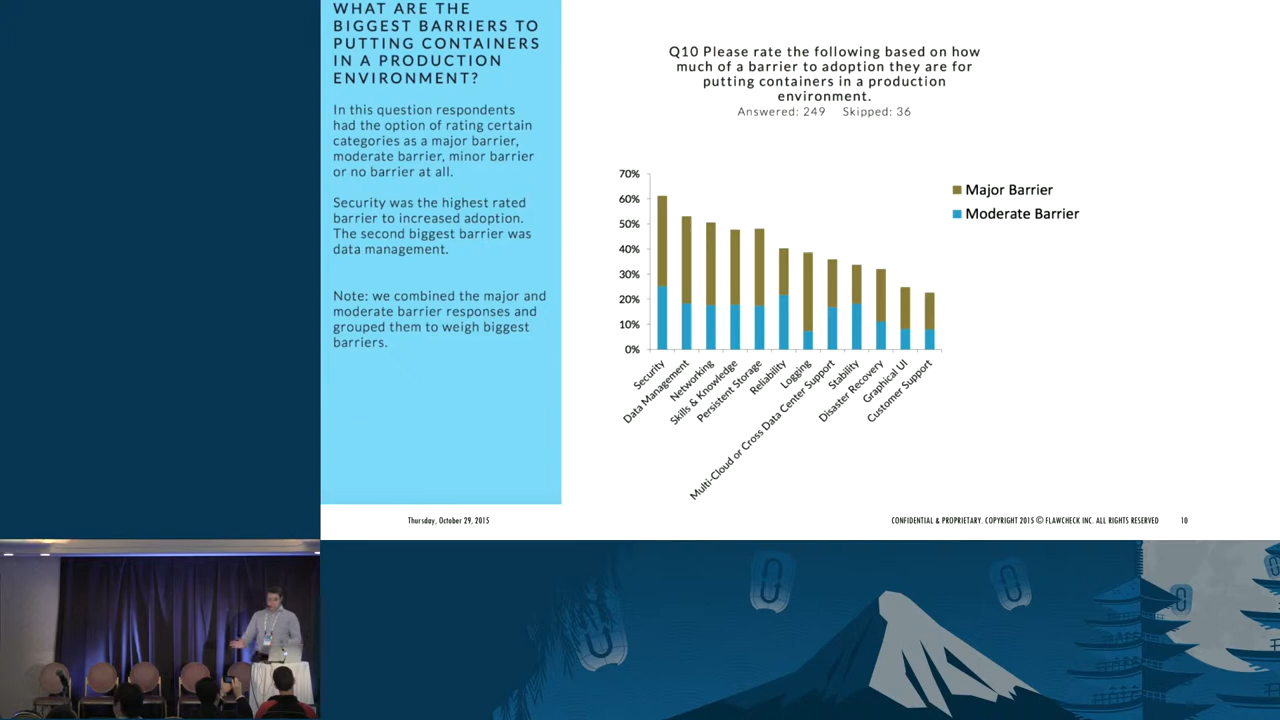 WHAT ARE THE
BIGGEST BARRIERS TO
PUTTING CONTAINERS
IN A PRODUCTION
ENVIRONMENT?
In this question respondents
had the option of rating certain
categories as a major barrier,
moderate barrier, minor barrier
or no barrier at all.
Security was the highest rated
barrier to increased adoption.
The second biggest barrier was
data management.
Note: we combined the major and
moderate barrier responses and
grouped them to weigh biggest
barriers.
Q10 Please rate the following based on how
much of a barrier to adoption they are for
putting containers in a production
environment.
Answered: 249 Skipped: 36
70%
60%
50%
40%
30%
20%
10%
0%
Major Barrier
Moderate Barrier
Security
Data Management
Networking
Skills & Knowledge
Persistent Storage
Reliability
Logging
Multi-Cloud or Cross Data Center Support
Stability
Disaster Recovery
Graphical UI
Customer Support
Thursday, October 29, 2015
CONFIDENTIAL & PROPRIETARY. COPYRIGHT 2015 © FLAWCHECK INC. ALL RIGHTS RESERVED
10